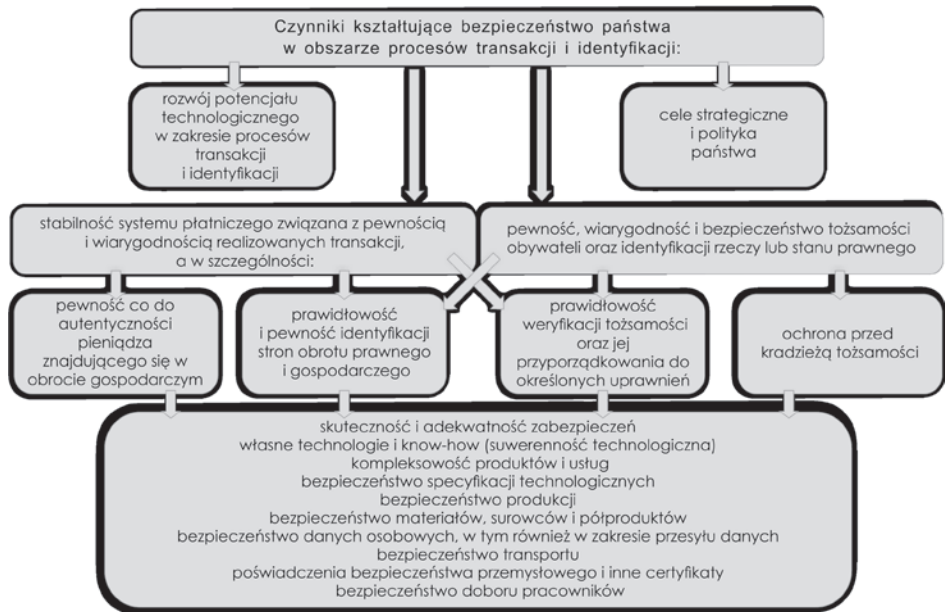 Czynniki kształtujące bezpieczeństwo państwa
w obszarze procesów transakcji i identyfikacji:
rozwój potencjału
technologicznego
w zakresie procesów
transakcji
i identyfikacji
cele strategiczne
i polityka
państwa
stabilność systemu płatniczego związana z pewnością
i wiarygodnością realizowanych transakcji,
a w szczególności:
pewność, wiarygodność i bezpieczeństwo tożsamości
obywateli oraz identyfikacji rzeczy lub stanu prawnego
pewność co do
autentyczności
pieniądza
znajdującego się w
obrocie gospodarczym
prawidłowość
i pewność identyfikacji
stron obrotu prawnego
i gospodarczego
prawidłowość
weryfikacji tożsamości
oraz jej
przyporządkowania do
określonych uprawnień
ochrona przed
kradzieżą tożsamości
skuteczność i adekwatność zabezpieczeń
własne technologie i know-how (suwerenność technologiczna)
kompleksowość produktów i usług
bezpieczeństwo specyfikacji technologicznych
bezpieczeństwo produkcji
bezpieczeństwo materiałów, surowców i półproduktów
bezpieczeństwo danych osobowych, w tym również w zakresie przesyłu danych
bezpieczeństwo transportu
poświadczenia bezpieczeństwa przemysłowego i inne certyfikaty
bezpieczeństwo doboru pracowników